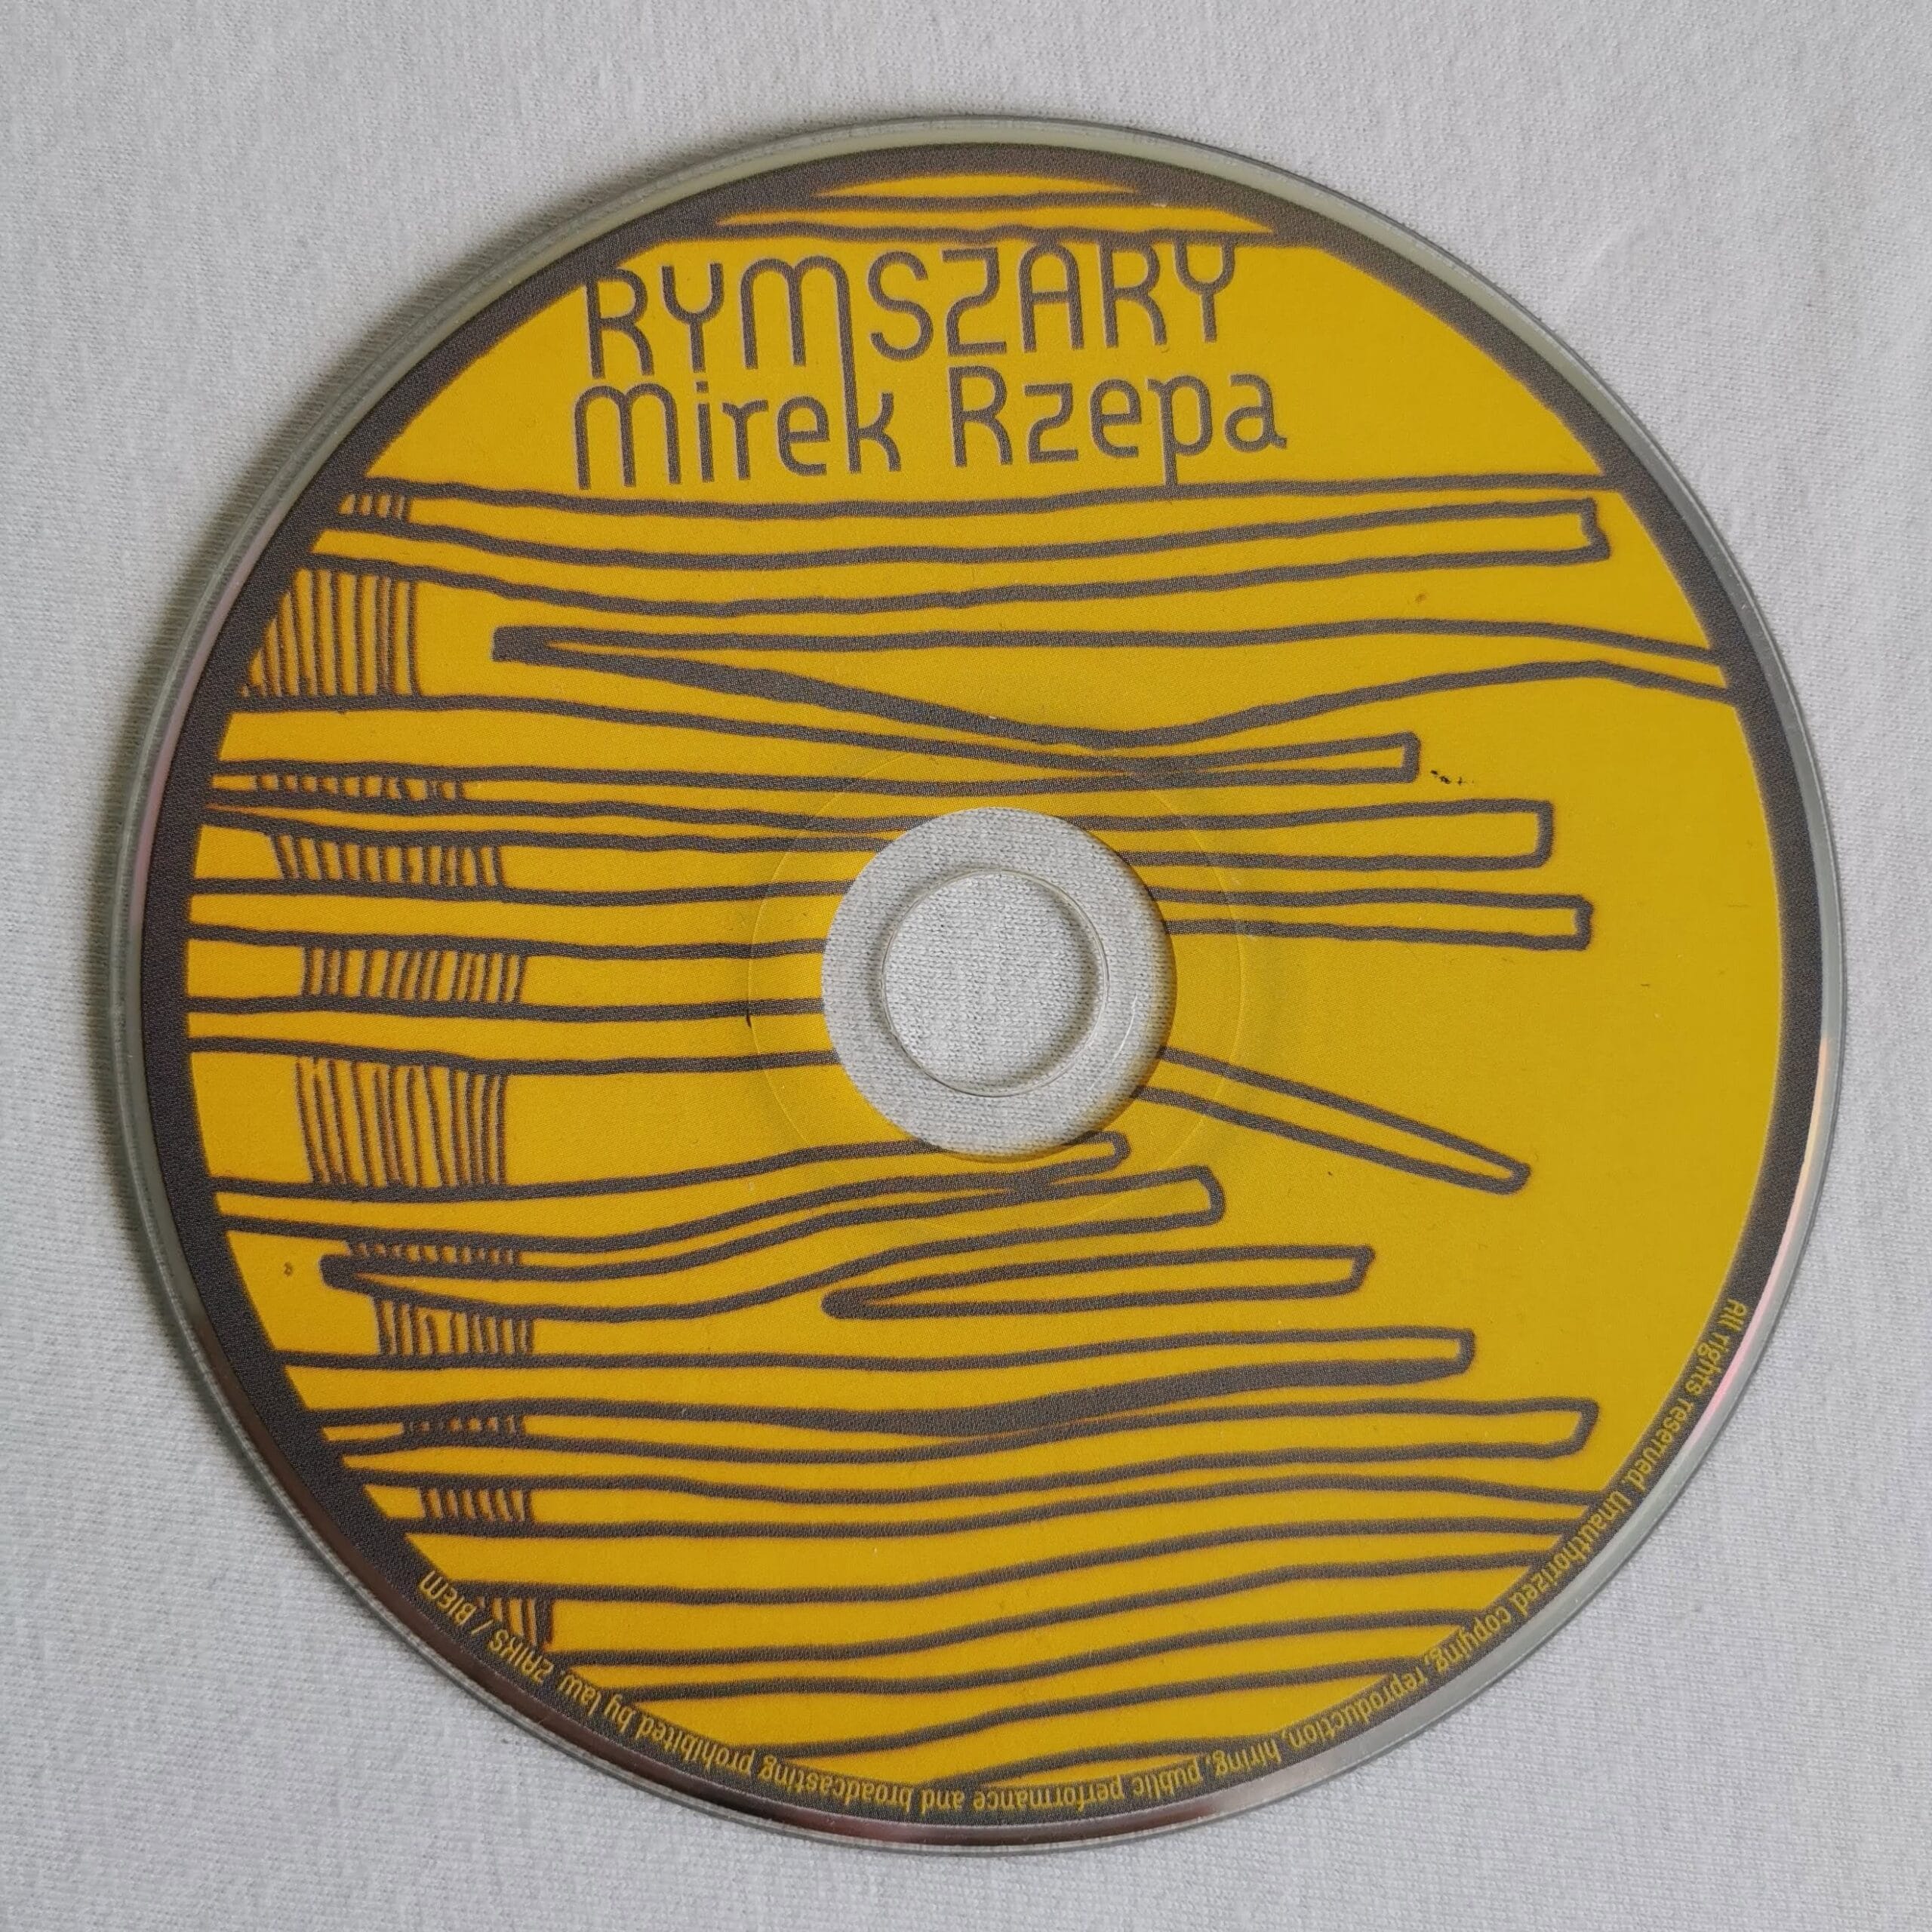 RYMSZARY
Mirek Rzepa
All rights reserved. Unauthorized copying, reproduction, hiring, public performance and broadcasting prohibited by law. ZAIKS / BIEM